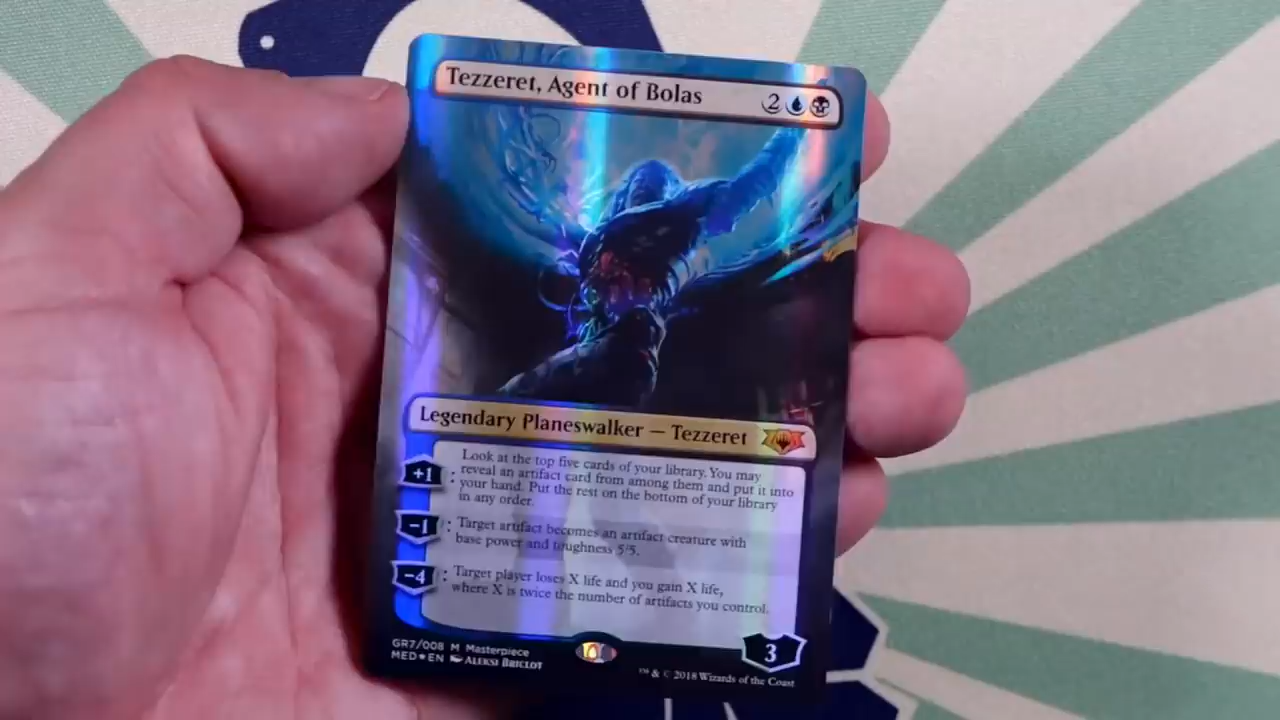 Tezzeret, Agent of Bolas 2
Legendary Planeswalker — Tezzeret
+1 : Look at the top five cards of your library. You may
reveal an artifact card from among them and put it into
your hand. Put the rest on the bottom of your library
in any order.
−1 : Target artifact becomes an artifact creature with
base power and toughness 5/5.
−4 : Target player loses X life and you gain X life,
where X is twice the number of artifacts you control.
3
GR7/008 M Masterpiece
MED★EN ALEKSI BRICLOT
™ & © 2018 Wizards of the Coast